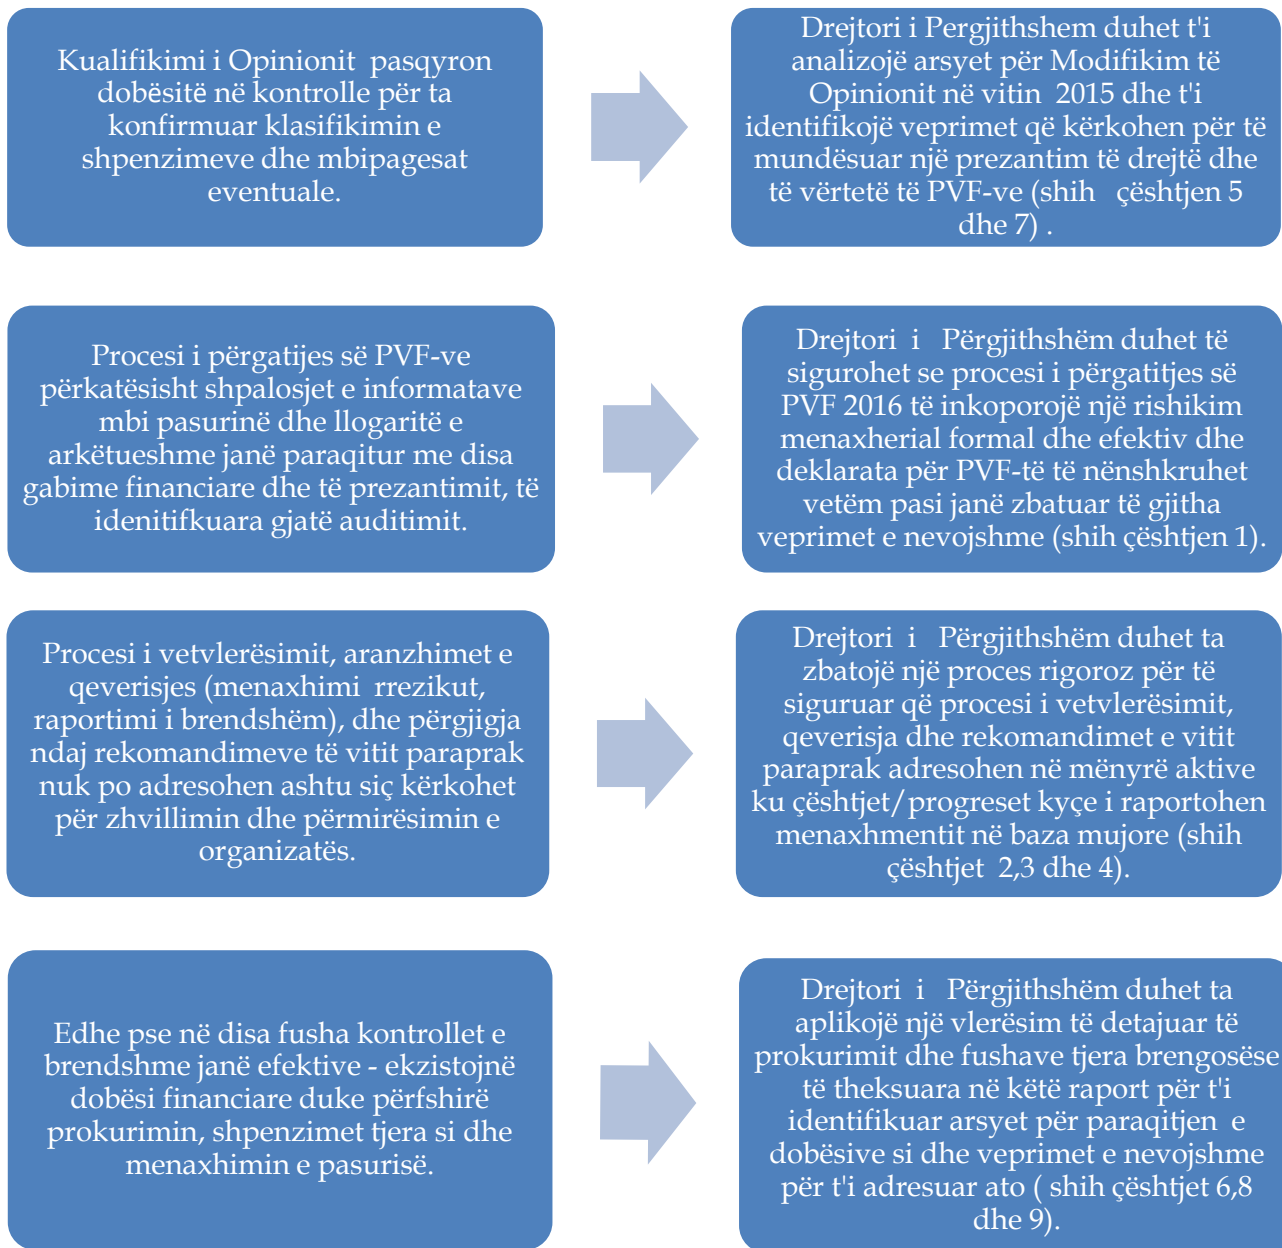 Kualifikimi i Opinionit pasqyron
dobësitë në kontrolle për ta
konfirmuar klasifikimin e
shpenzimeve dhe mbipagesat
eventuale.
Drejtori i Pergjithshem duhet t'i
analizojë arsyet për Modifikim të
Opinionit në vitin 2015 dhe t'i
identifikojë veprimet që kërkohen për të
mundësuar një prezantim të drejtë dhe
të vërtetë të PVF-ve (shih çështjen 5
dhe 7) .
Procesi i përgatijes së PVF-ve
përkatësisht shpalosjet e informatave
mbi pasurinë dhe llogaritë e
arkëtueshme janë paraqitur me disa
gabime financiare dhe të prezantimit, të
idenitifkuara gjatë auditimit.
Drejtori i Përgjithshëm duhet të
sigurohet se procesi i përgatitjes së
PVF 2016 të inkoporojë një rishikim
menaxherial formal dhe efektiv dhe
deklarata për PVF-të të nënshkruhet
vetëm pasi janë zbatuar të gjitha
veprimet e nevojshme (shih çështjen 1).
Procesi i vetvlerësimit, aranzhimet e
qeverisjes (menaxhimi rrezikut,
raportimi i brendshëm), dhe përgjigja
ndaj rekomandimeve të vitit paraprak
nuk po adresohen ashtu siç kërkohet
për zhvillimin dhe përmirësimin e
organizatës.
Drejtori i Përgjithshëm duhet ta
zbatojë një proces rigoroz për të
siguruar që procesi i vetvlerësimit,
qeverisja dhe rekomandimet e vitit
paraprak adresohen në mënyrë aktive
ku çështjet/progreset kyçe i raportohen
menaxhmentit në baza mujore (shih
çështjet 2,3 dhe 4).
Edhe pse në disa fusha kontrollet e
brendshme janë efektive - ekzistojnë
dobësi financiare duke përfshirë
prokurimin, shpenzimet tjera si dhe
menaxhimin e pasurisë.
Drejtori i Përgjithshëm duhet ta
aplikojë një vlerësim të detajuar të
prokurimit dhe fushave tjera brengosëse
të theksuara në këtë raport për t'i
identifikuar arsyet për paraqitjen e
dobësive si dhe veprimet e nevojshme
për t'i adresuar ato ( shih çështjet 6,8
dhe 9).